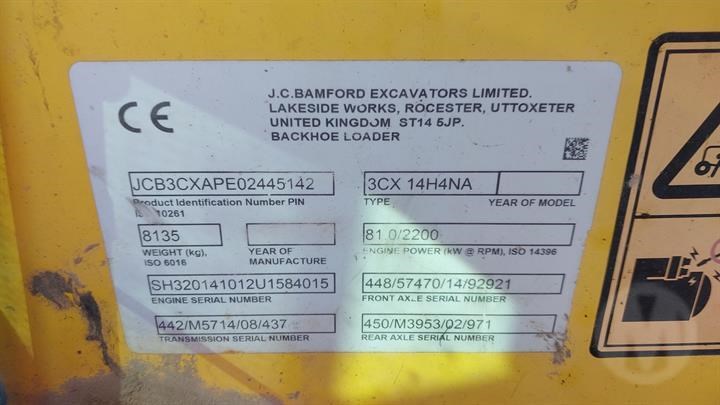 J.C.BAMFORD EXCAVATORS LIMITED.
LAKESIDE WORKS, ROCESTER, UTTOXETER
UNITED KINGDOM ST14 5JP.
BACKHOE LOADER
CE
JCB3CXAPE02445142
Product Identification Number PIN
10261
3CX 14H4NA
TYPE YEAR OF MODEL
8135
WEIGHT (kg), YEAR OF
ISO 6016 MANUFACTURE
81.0/2200
ENGINE POWER (kW @ RPM), ISO 14396
SH320141012U1584015
ENGINE SERIAL NUMBER
448/57470/14/92921
FRONT AXLE SERIAL NUMBER
442/M5714/08/437
TRANSMISSION SERIAL NUMBER
450/M3953/02/971
REAR AXLE SERIAL NUMBER